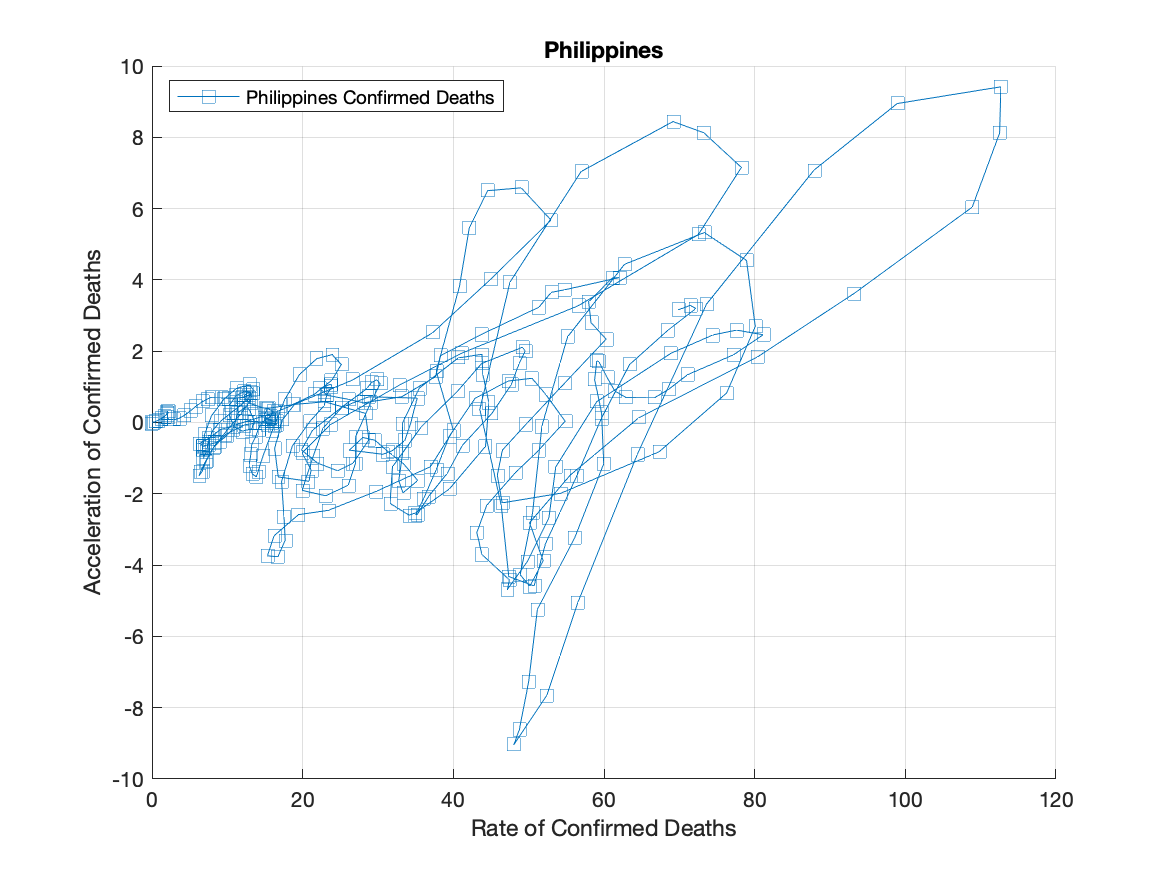 Philippines
Philippines Confirmed Deaths
Acceleration of Confirmed Deaths
10
8
6
4
2
0
-2
-4
-6
-8
-10
0 20 40 60 80 100 120
Rate of Confirmed Deaths